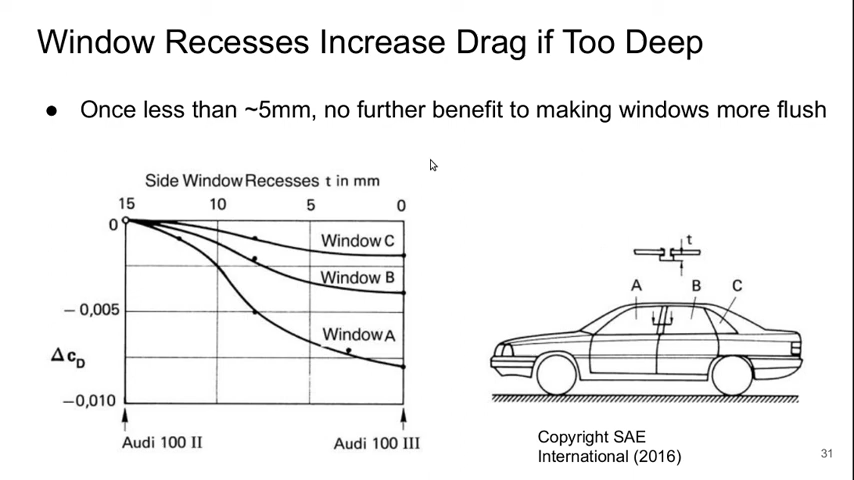 Window Recesses Increase Drag if Too Deep
● Once less than ~5mm, no further benefit to making windows more flush
Side Window Recesses t in mm
15 10 5 0
0
Window C
Window B
Window A
– 0,005
Δ cD
–0,010
Audi 100 II
Audi 100 III
t
A B C
Copyright SAE
International (2016)
31